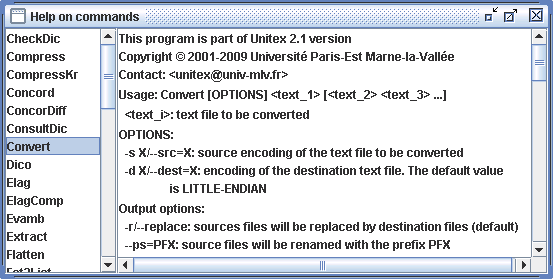 Help on commands
CheckDic
Compress
CompressKr
Concord
ConcorDiff
ConsultDic
Convert
Dico
Elag
ElagComp
Evamb
Extract
Flatten
Fst2List
This program is part of Unitex 2.1 version
Copyright © 2001-2009 Université Paris-Est Marne-la-Vallée
Contact: <unitex@univ-mlv.fr>
Usage: Convert [OPTIONS] <text_1> [<text_2> <text_3> ...]
<text_i>: text file to be converted
OPTIONS:
-s X/--src=X: source encoding of the text file to be converted
-d X/--dest=X: encoding of the destination text file. The default value
is LITTLE-ENDIAN
Output options:
-r/--replace: sources files will be replaced by destination files (default)
--ps=PFX: source files will be renamed with the prefix PFX